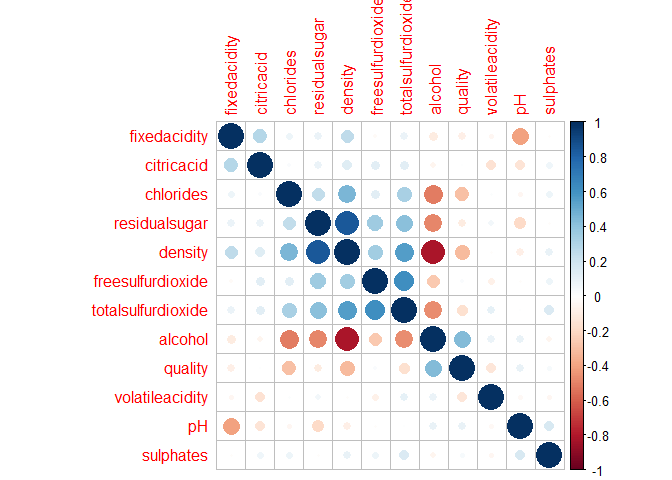 fixedacidity
citricacid
chlorides
residualsugar
density
freesulfurdioxide
totalsulfurdioxide
alcohol
quality
volatileacidity
pH
sulphates
fixedacidity
citricacid
chlorides
residualsugar
density
freesulfurdioxide
totalsulfurdioxide
alcohol
quality
volatileacidity
pH
sulphates
1
0.8
0.6
0.4
0.2
0
-0.2
-0.4
-0.6
-0.8
-1